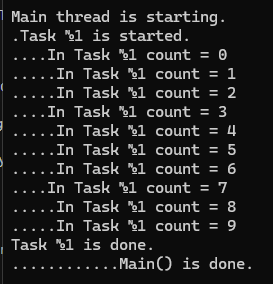 Main thread is starting.
.Task №1 is started.
....In Task №1 count = 0
.....In Task №1 count = 1
.....In Task №1 count = 2
....In Task №1 count = 3
.....In Task №1 count = 4
.....In Task №1 count = 5
.....In Task №1 count = 6
....In Task №1 count = 7
.....In Task №1 count = 8
.....In Task №1 count = 9
Task №1 is done.
............Main() is done.